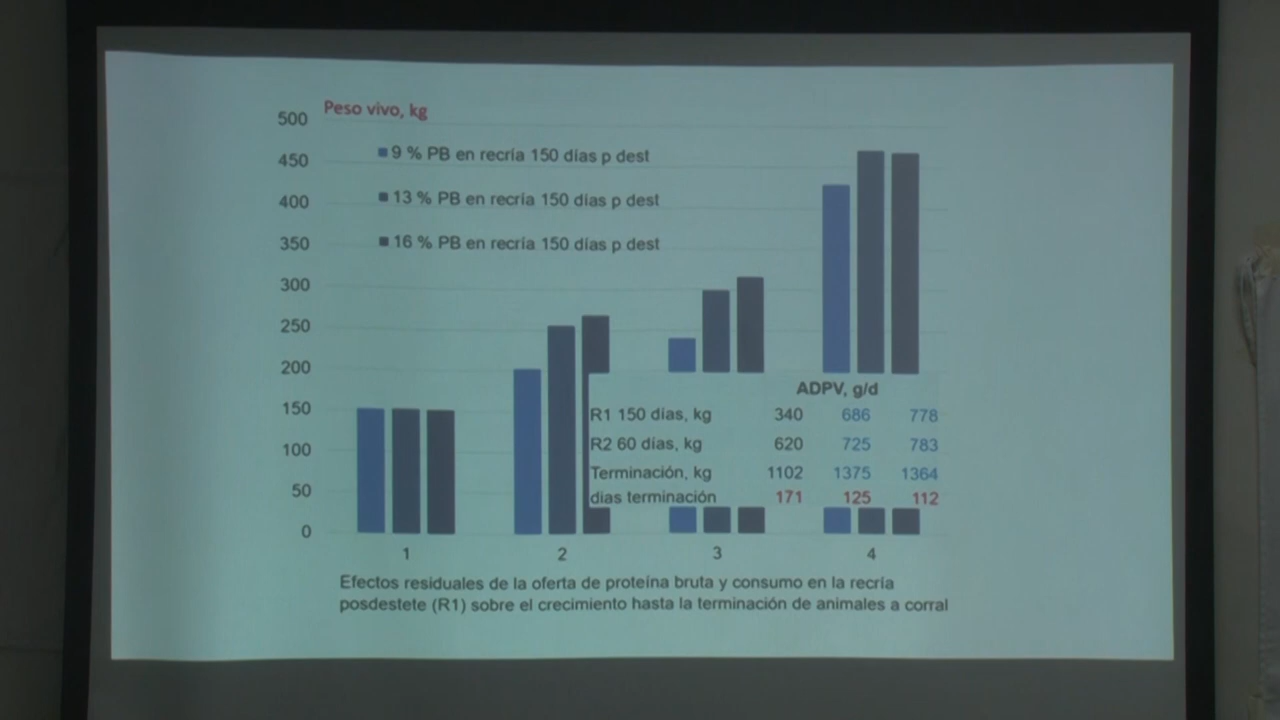 Peso vivo, kg
500
450
400
350
300
250
200
150
100
50
0
9 % PB en recría 150 días p dest
13 % PB en recría 150 días p dest
16 % PB en recría 150 días p dest
ADPV, g/d
R1 150 días, kg 340 686 778
R2 60 días, kg 620 725 783
Terminación, kg 1102 1375 1364
días terminación 171 125 112
1 2 3 4
Efectos residuales de la oferta de proteína bruta y consumo en la recría
posdestete (R1) sobre el crecimiento hasta la terminación de animales a corral